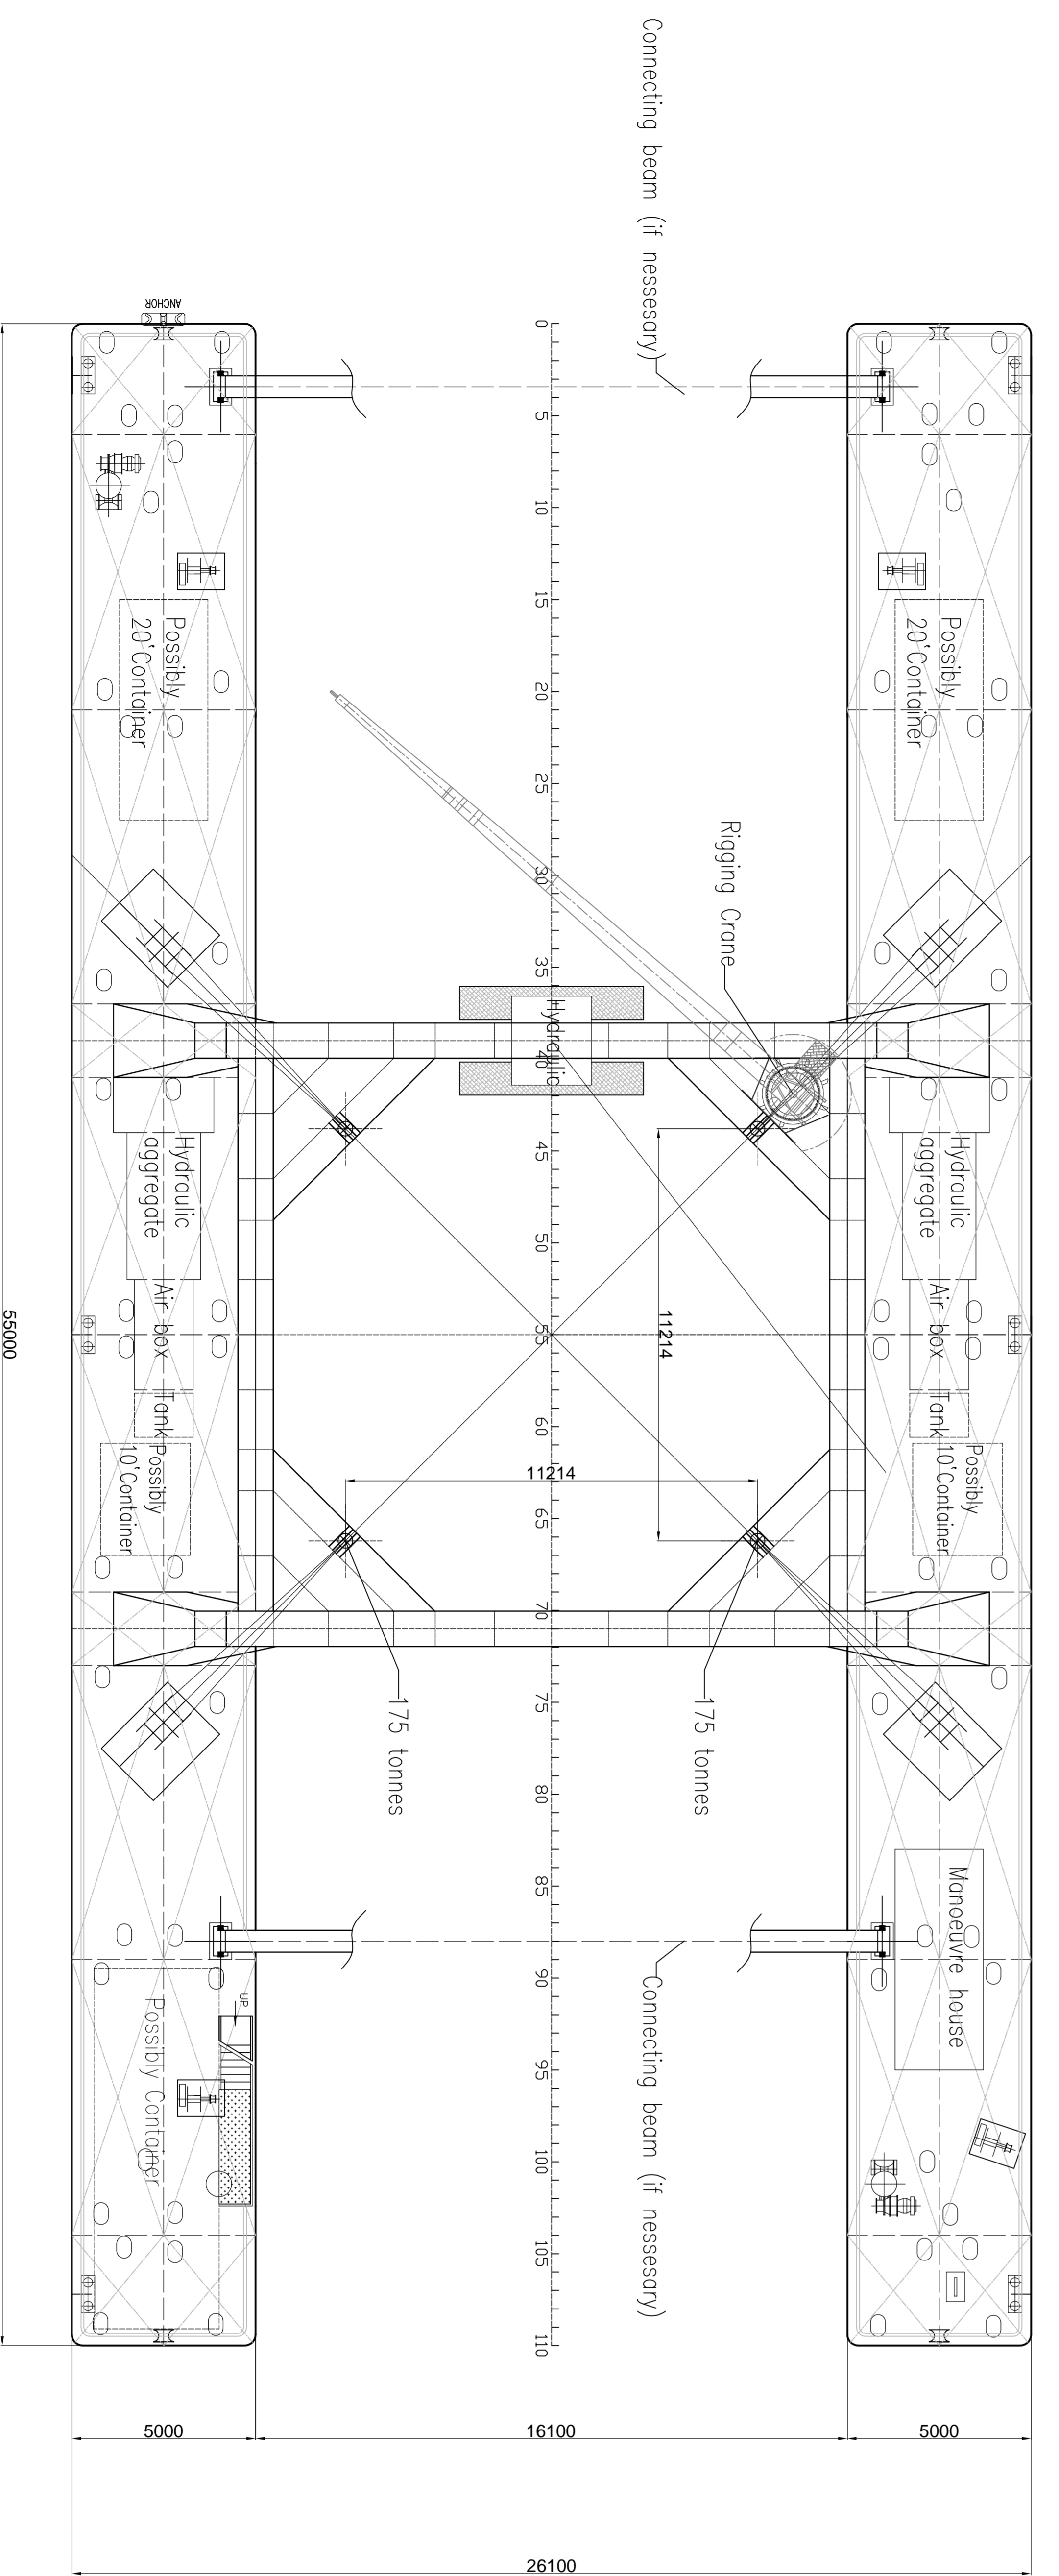 Connecting beam (if nessesary)
ANCHOR
0
5
10
15
20
25
30
35
40
45
50
55
60
65
70
75
80
85
90
95
100
105
110
Possibly
20'Container
Possibly
20'Container
Rigging Crane
Hydraulic
Hydraulic
aggregate
Hydraulic
aggregate
Air box
Air box
Tank
Tank
Possibly
10'Container
Possibly
10'Container
11214
11214
55000
175 tonnes
175 tonnes
Manoeuvre house
UP
Possibly Container
Connecting beam (if nessesary)
5000
16100
5000
26100